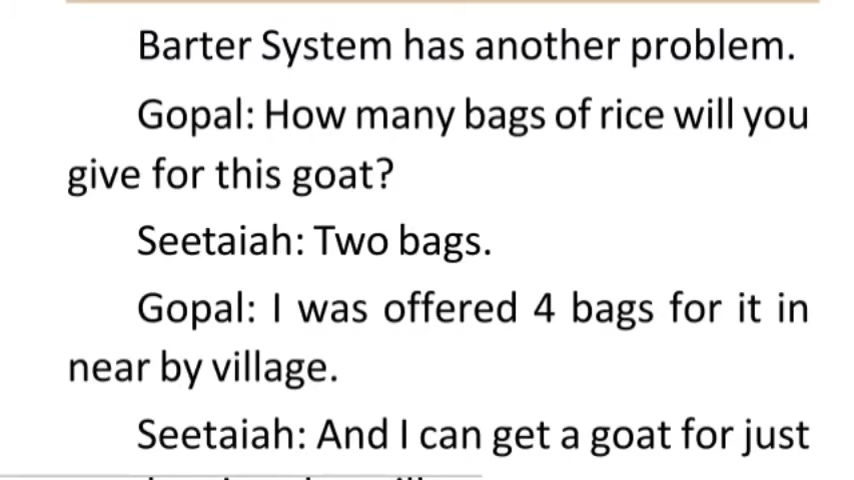 Barter System has another problem.
Gopal: How many bags of rice will you
give for this goat?
Seetaiah: Two bags.
Gopal: I was offered 4 bags for it in
near by village.
Seetaiah: And I can get a goat for just